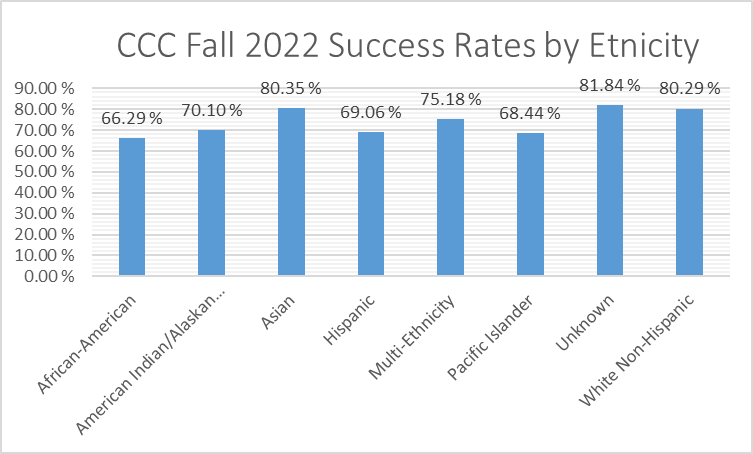 CCC Fall 2022 Success Rates by Etnicity
90.00 %
80.00 %
70.00 %
60.00 %
50.00 %
40.00 %
30.00 %
20.00 %
10.00 %
0.00 %
66.29 %
70.10 %
80.35 %
69.06 %
75.18 %
68.44 %
81.84 %
80.29 %
African-American
American Indian/Alaskan...
Asian
Hispanic
Multi-Ethnicity
Pacific Islander
Unknown
White Non-Hispanic